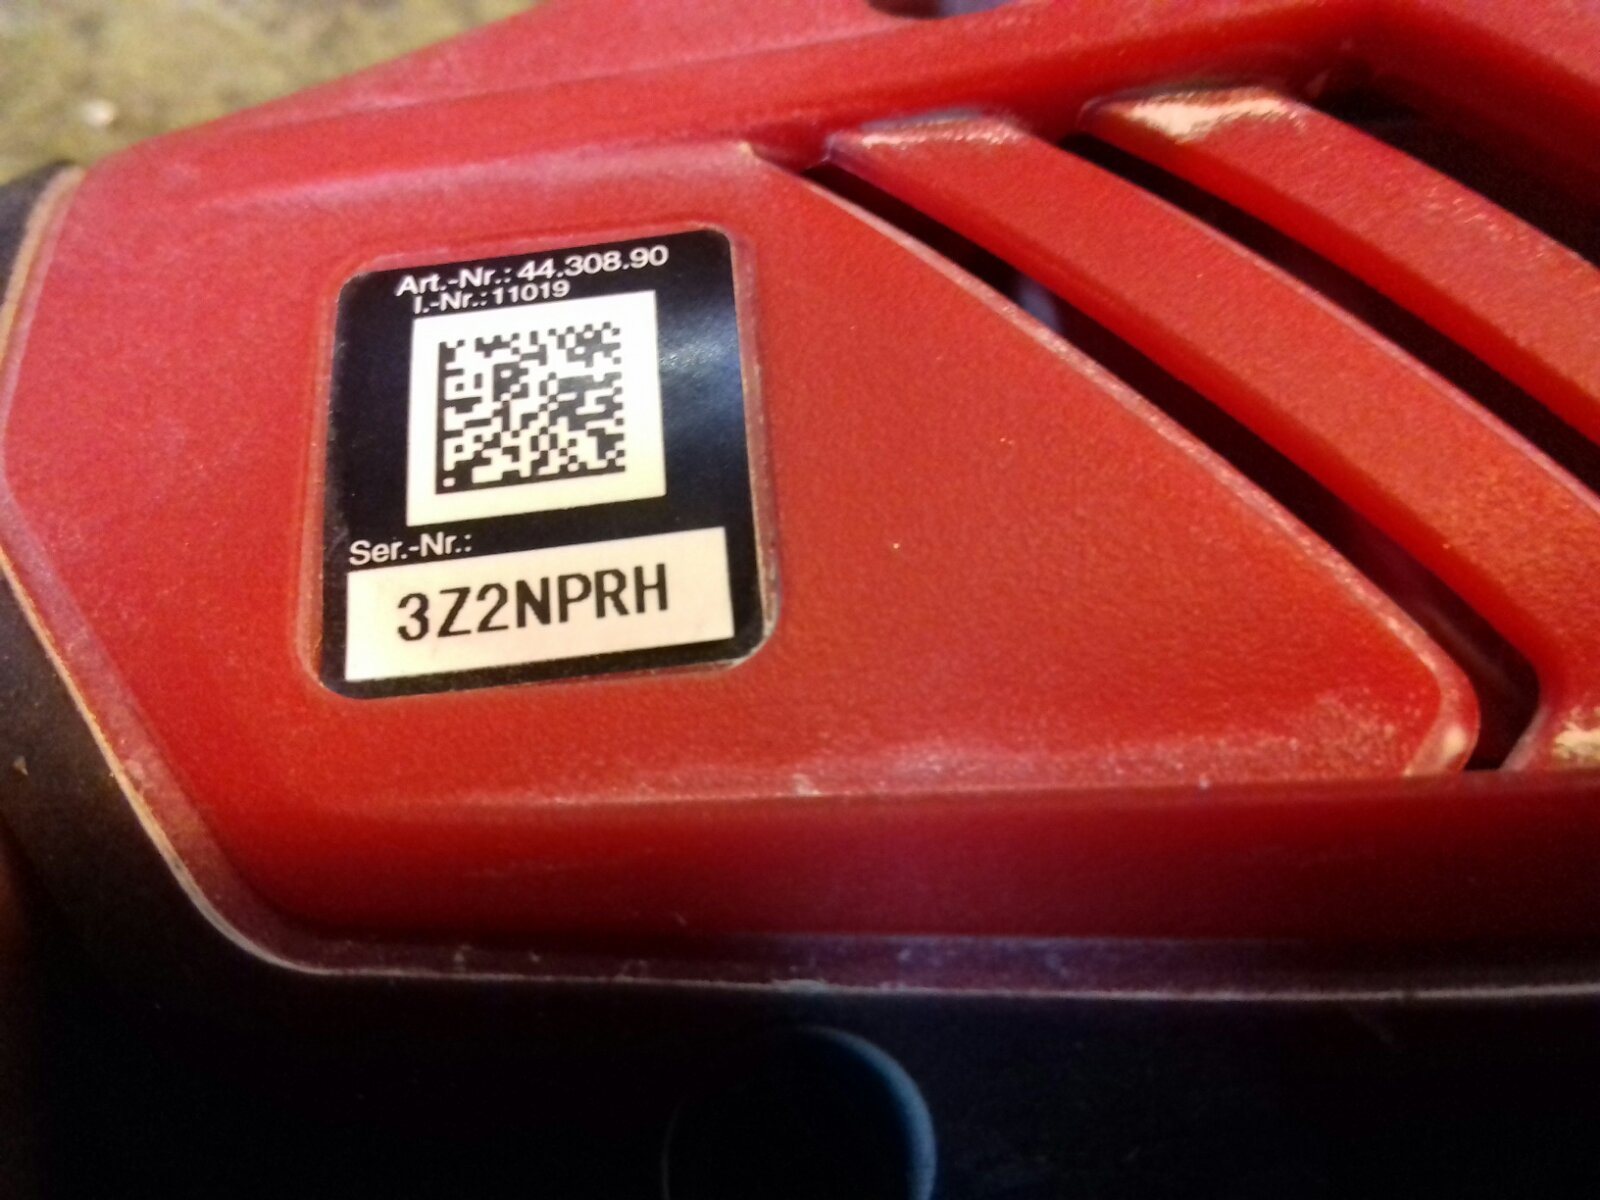 Art.-Nr.: 44.308.90
I.-Nr.: 11019
Ser.-Nr.:
3Z2NPRH